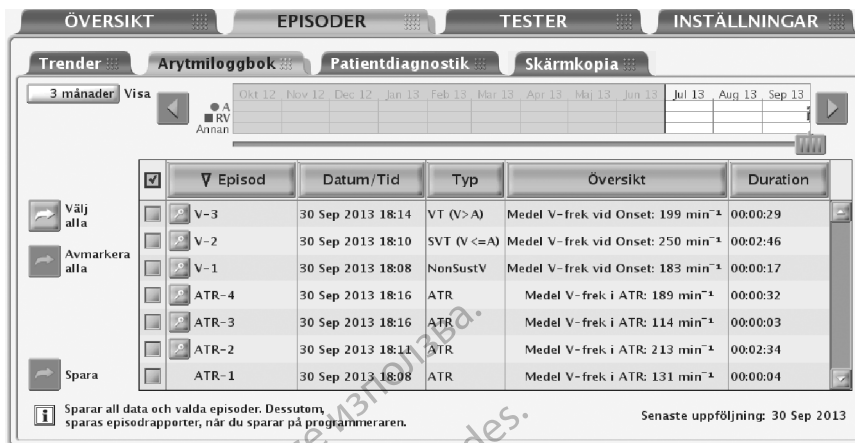 ÖVERSIKT EPISODER TESTER INSTÄLLNINGAR
Trender Arytmiloggbok Patientdiagnostik Skärmkopia
3 månader Visa
Okt 12 Nov 12 Dec 12 Jan 13 Feb 13 Mar 13 Apr 13 Maj 13 Jun 13 Jul 13 Aug 13 Sep 13
A
RV
Annan
Episod Datum/Tid Typ Översikt Duration
Välj alla
Avmarkera alla
Spara
V-3 30 Sep 2013 18:14 VT (V>A) Medel V-frek vid Onset: 199 min⁻¹ 00:00:29
V-2 30 Sep 2013 18:10 SVT (V <=A) Medel V-frek vid Onset: 250 min⁻¹ 00:02:46
V-1 30 Sep 2013 18:08 NonSustV Medel V-frek vid Onset: 183 min⁻¹ 00:00:17
ATR-4 30 Sep 2013 18:16 ATR Medel V-frek i ATR: 189 min⁻¹ 00:00:32
ATR-3 30 Sep 2013 18:16 ATR Medel V-frek i ATR: 114 min⁻¹ 00:00:03
ATR-2 30 Sep 2013 18:11 ATR Medel V-frek i ATR: 213 min⁻¹ 00:02:34
ATR-1 30 Sep 2013 18:08 ATR Medel V-frek i ATR: 131 min⁻¹ 00:00:04
i Sparar all data och valda episoder. Dessutom,
sparas episodrapporter, når du sparar på programmeraren.
Senaste uppföljning: 30 Sep 2013